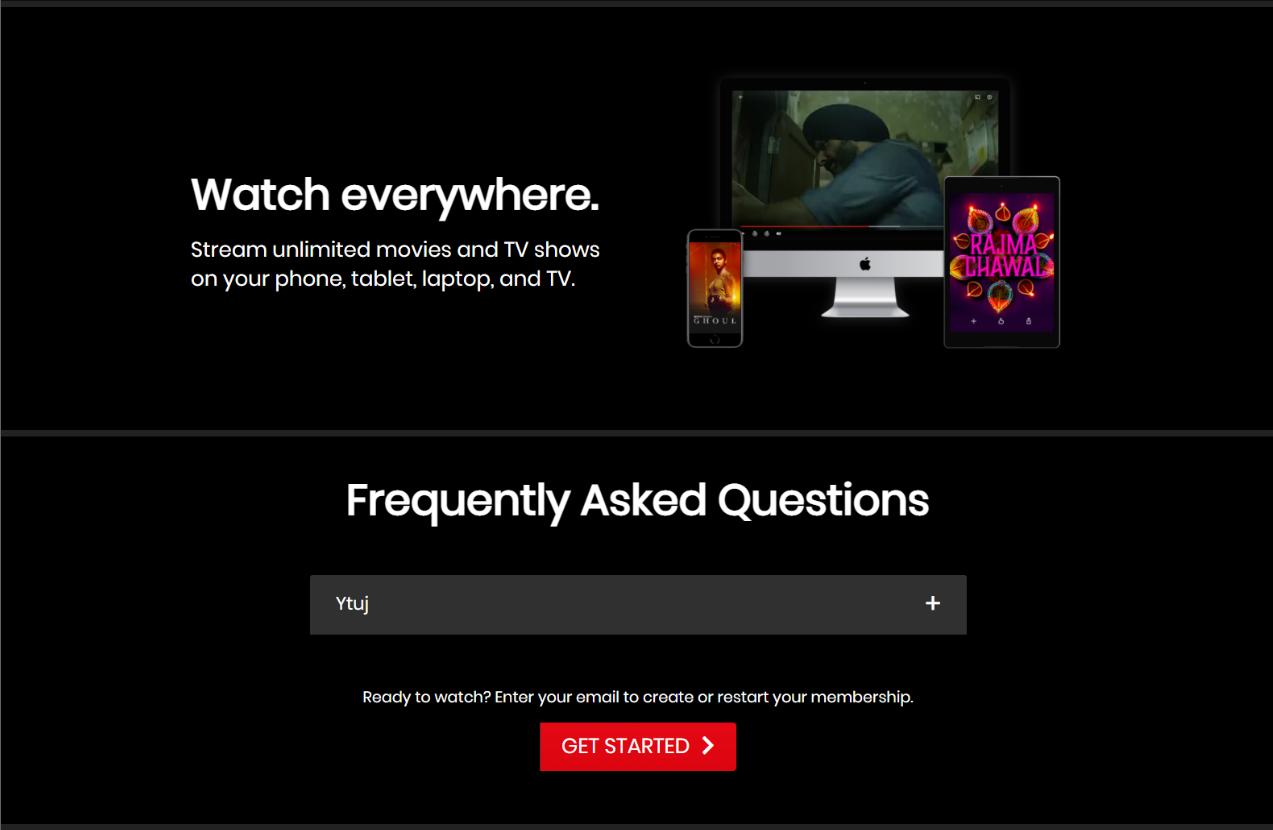 Watch everywhere.
Stream unlimited movies and TV shows
on your phone, tablet, laptop, and TV.
RAJMA
CHAWAL
GHOUL
Frequently Asked Questions
Ytuj
Ready to watch? Enter your email to create or restart your membership.
GET STARTED